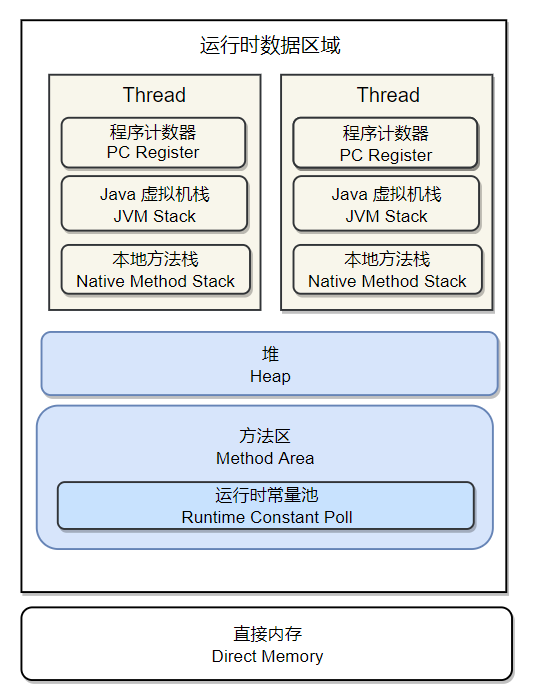 运行时数据区域
Thread
程序计数器
PC Register
Java 虚拟机栈
JVM Stack
本地方法栈
Native Method Stack
Thread
程序计数器
PC Register
Java 虚拟机栈
JVM Stack
本地方法栈
Native Method Stack
堆
Heap
方法区
Method Area
运行时常量池
Runtime Constant Poll
直接内存
Direct Memory